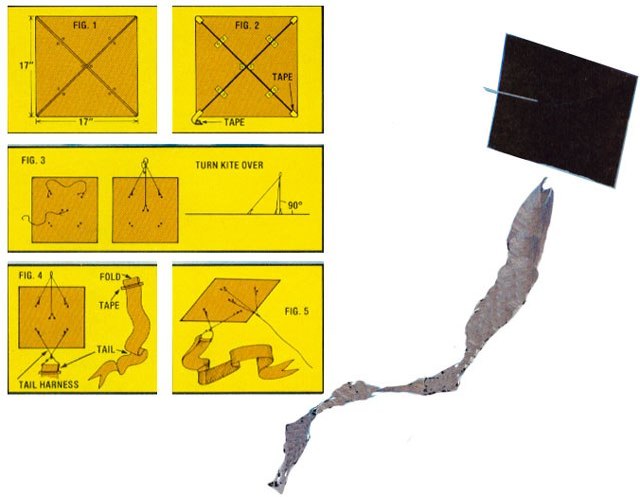 FIG. 1
17"
17"
FIG. 2
TAPE
TAPE
FIG. 3
TURN KITE OVER
90°
FIG. 4
FOLD
TAPE
TAIL
TAIL HARNESS
FIG. 5